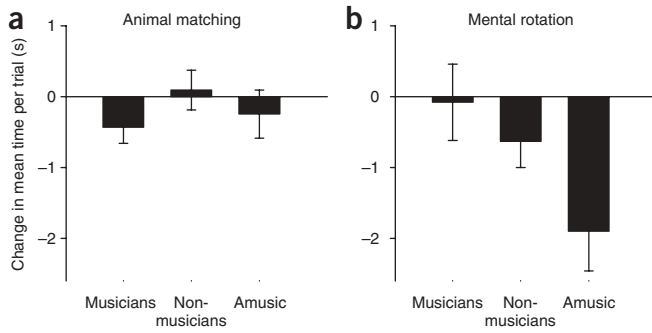 a
Animal matching
Change in mean time per trial (s)
1
0
–1
–2
Musicians
Non-
musicians
Amusic
b
Mental rotation
1
0
–1
–2
Musicians
Non-
musicians
Amusic